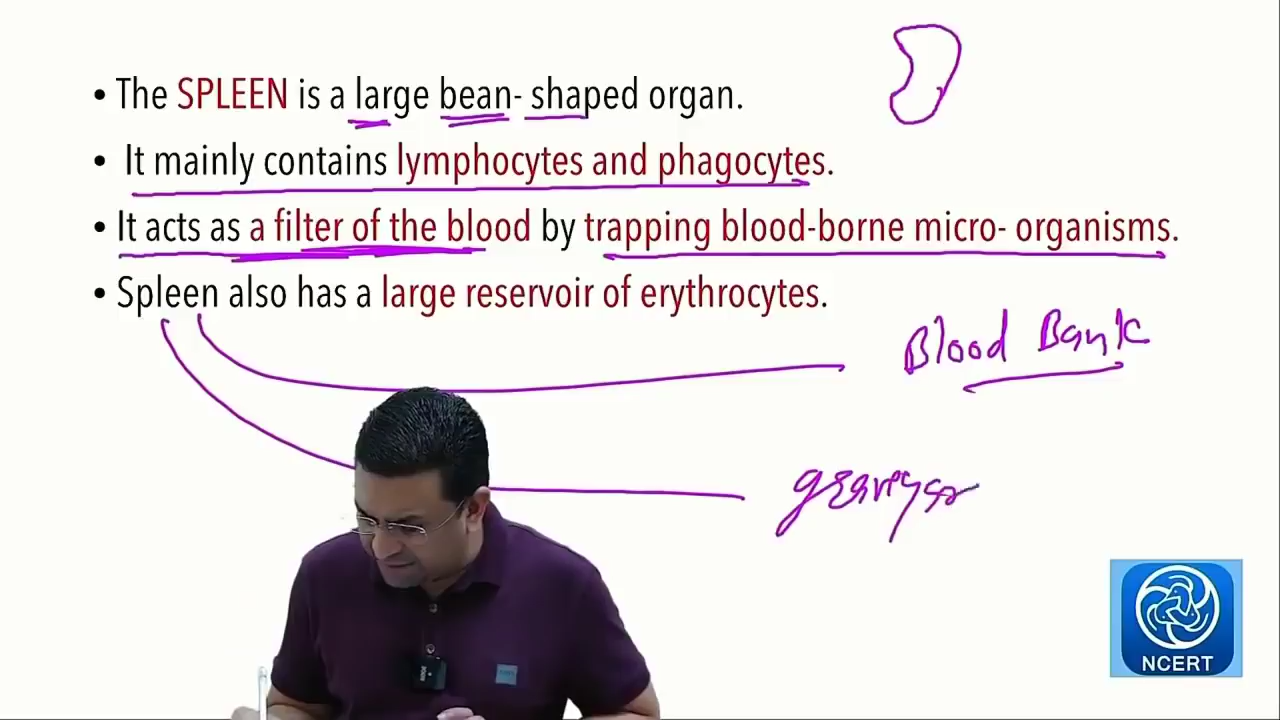 • The SPLEEN is a large bean- shaped organ.
• It mainly contains lymphocytes and phagocytes.
• It acts as a filter of the blood by trapping blood-borne micro- organisms.
• Spleen also has a large reservoir of erythrocytes.
Blood Bank
NCERT